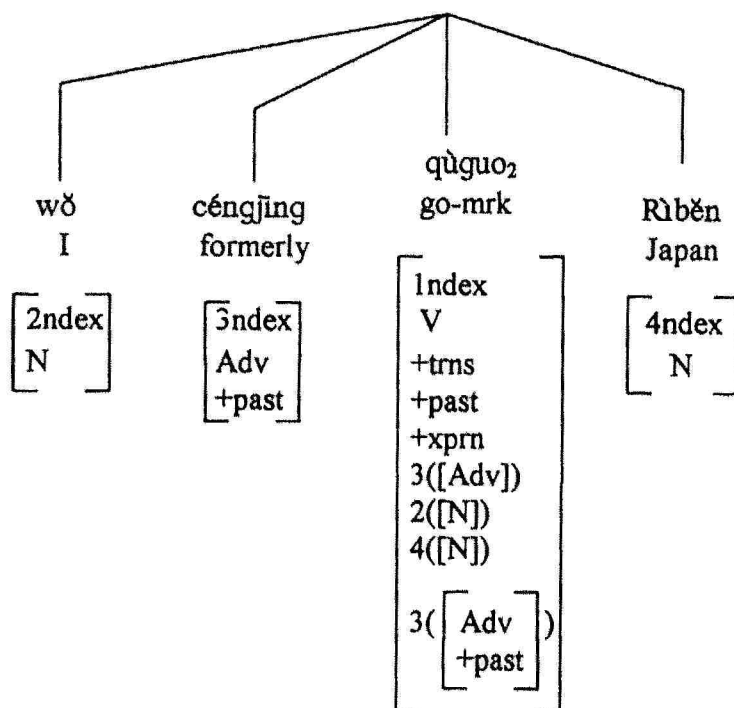 wǒ
I
[2ndex
N]
céngjīng
formerly
[3ndex
Adv
+past]
qùguo₂
go-mrk
[1ndex
V
+trns
+past
+xprn
3([Adv])
2([N])
4([N])
3([Adv
+past])]
Rìběn
Japan
[4ndex
N]